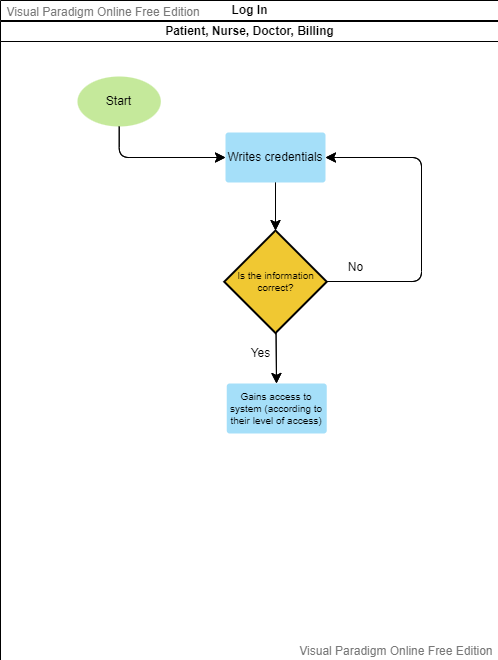 Visual Paradigm Online Free Edition
Log In
Patient, Nurse, Doctor, Billing
Start
Writes credentials
Is the information
correct?
No
Yes
Gains access to
system (according to
their level of access)
Visual Paradigm Online Free Edition